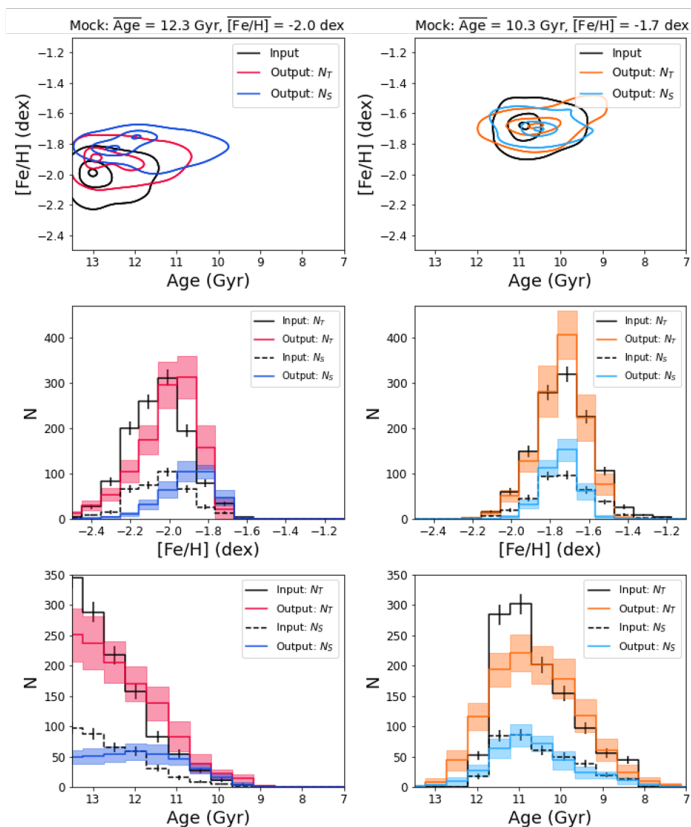 Mock: Age = 12.3 Gyr, [Fe/H] = -2.0 dex
Mock: Age = 10.3 Gyr, [Fe/H] = -1.7 dex
−1.2
−1.4
−1.6
−1.8
−2.0
−2.2
−2.4
[Fe/H] (dex)
Input
Output: N_T
Output: N_S
13 12 11 10 9 8 7
Age (Gyr)
−1.2
−1.4
−1.6
−1.8
−2.0
−2.2
−2.4
[Fe/H] (dex)
Input
Output: N_T
Output: N_S
13 12 11 10 9 8 7
Age (Gyr)
400
300
200
100
0
N
Input: N_T
Output: N_T
Input: N_S
Output: N_S
−2.4 −2.2 −2.0 −1.8 −1.6 −1.4 −1.2
[Fe/H] (dex)
400
300
200
100
0
N
Input: N_T
Output: N_T
Input: N_S
Output: N_S
−2.4 −2.2 −2.0 −1.8 −1.6 −1.4 −1.2
[Fe/H] (dex)
350
300
250
200
150
100
50
0
N
Input: N_T
Output: N_T
Input: N_S
Output: N_S
13 12 11 10 9 8 7
Age (Gyr)
350
300
250
200
150
100
50
0
N
Input: N_T
Output: N_T
Input: N_S
Output: N_S
13 12 11 10 9 8 7
Age (Gyr)